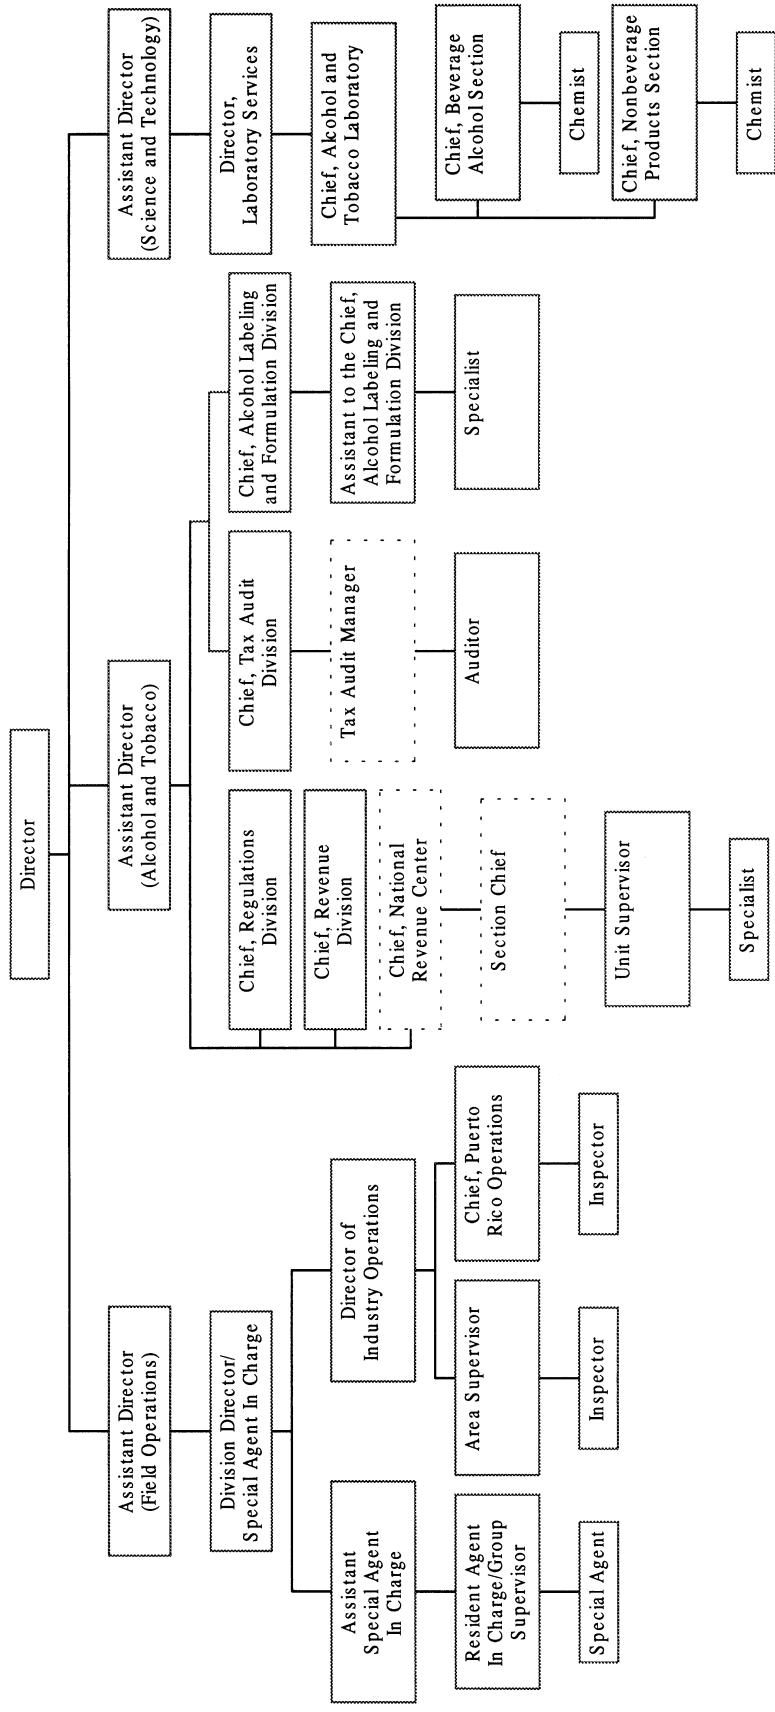 Director
Assistant Director
(Field Operations)
Division Director/
Special Agent In Charge
Assistant
Special Agent
In Charge
Resident Agent
In Charge/Group
Supervisor
Special Agent
Director of
Industry Operations
Area Supervisor
Inspector
Chief, Puerto
Rico Operations
Inspector
Assistant Director
(Alcohol and Tobacco)
Chief, Regulations
Division
Chief, Revenue
Division
Chief, National
Revenue Center
Section Chief
Unit Supervisor
Specialist
Chief, Tax Audit
Division
Tax Audit Manager
Auditor
Chief, Alcohol Labeling
and Formulation Division
Assistant to the Chief,
Alcohol Labeling and
Formulation Division
Specialist
Assistant Director
(Science and Technology)
Director,
Laboratory Services
Chief, Alcohol and
Tobacco Laboratory
Chief, Beverage
Alcohol Section
Chemist
Chief, Nonbeverage
Products Section
Chemist